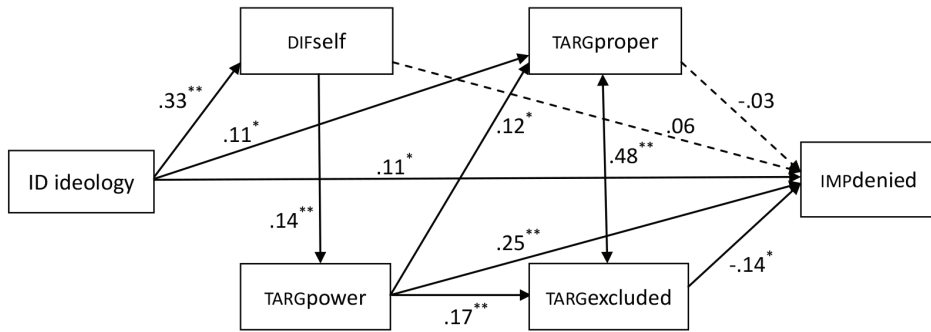 DIFself
TARGproper
.33**
.11*
.12*
.06
-.03
.48**
ID ideology
.11*
IMPdenied
.14**
.25**
-.14*
TARGpower
.17**
TARGexcluded